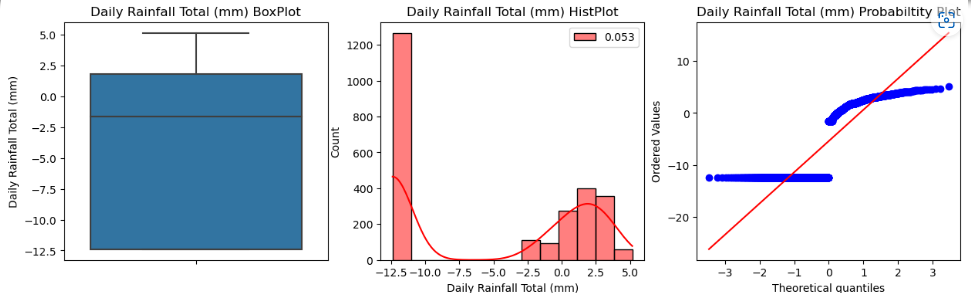 Daily Rainfall Total (mm) BoxPlot
Daily Rainfall Total (mm)
5.0
2.5
0.0
−2.5
−5.0
−7.5
−10.0
−12.5
Daily Rainfall Total (mm) HistPlot
0.053
Count
1200
1000
800
600
400
200
0
−12.5 −10.0 −7.5 −5.0 −2.5 0.0 2.5 5.0
Daily Rainfall Total (mm)
Daily Rainfall Total (mm) Probabiltity Plot
Ordered Values
10
0
−10
−20
−3 −2 −1 0 1 2 3
Theoretical quantiles